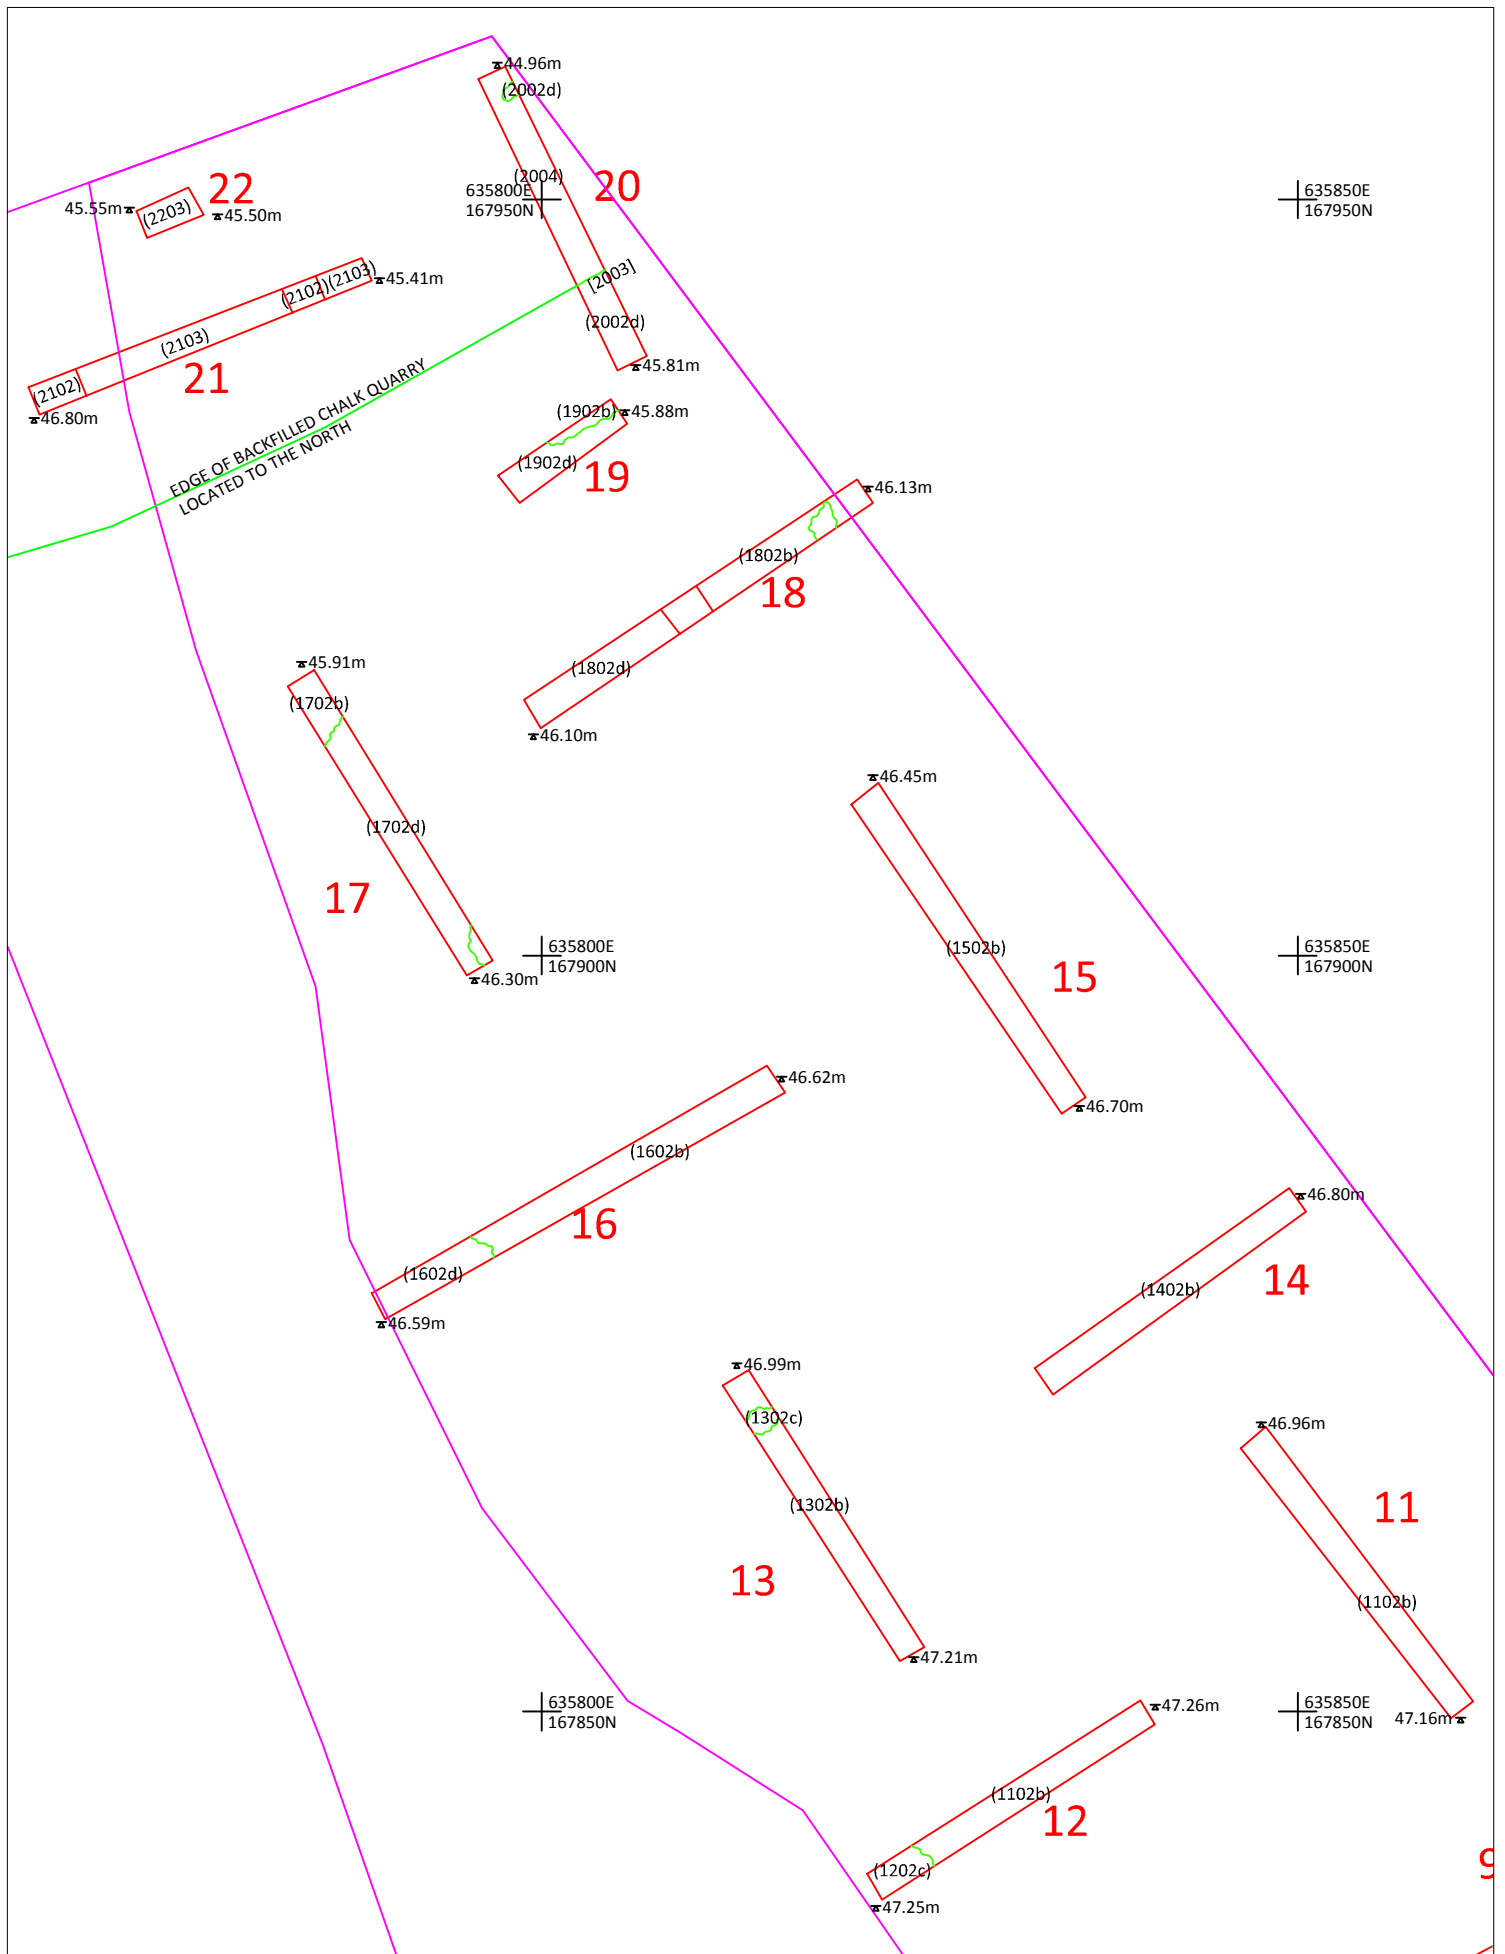 44.96m
(2002d)
22
(2004)
20
635800E
167950N
635850E
167950N
45.55m
(2203)
45.50m
(2102)
(2103)
45.41m
[2003]
(2103)
(2002d)
21
(2102)
46.80m
45.81m
EDGE OF BACKFILLED CHALK QUARRY
LOCATED TO THE NORTH
(1902b)
45.88m
(1902d)
19
46.13m
(1802b)
18
(1802d)
46.10m
45.91m
(1702b)
(1702d)
17
46.30m
46.45m
635800E
167900N
(1502b)
15
635850E
167900N
46.62m
46.70m
(1602b)
16
(1602d)
46.59m
46.80m
14
(1402b)
46.99m
(1302c)
46.96m
(1302b)
11
13
(1102b)
47.21m
635800E
167850N
47.26m
635850E
167850N
47.16m
(1102b)
12
(1202c)
9
47.25m